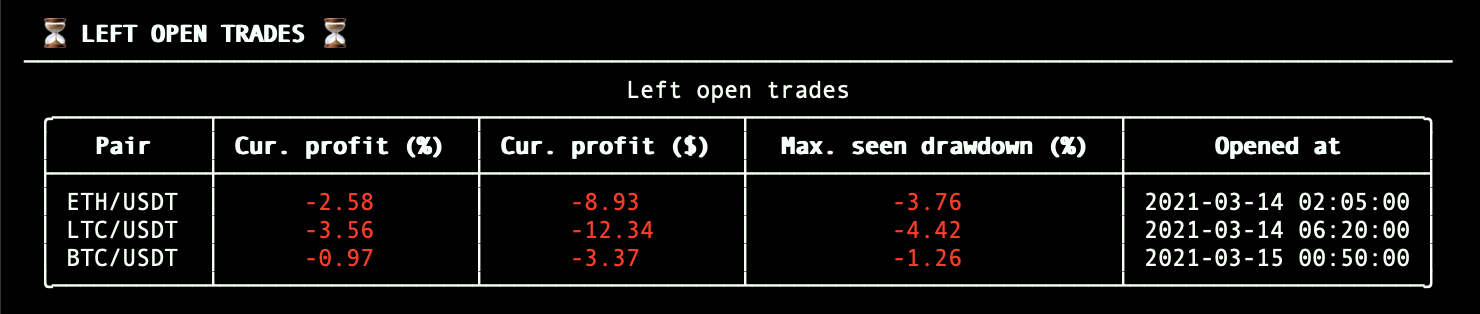 ⏳ LEFT OPEN TRADES ⏳
Left open trades
Pair Cur. profit (%) Cur. profit ($) Max. seen drawdown (%) Opened at
ETH/USDT -2.58 -8.93 -3.76 2021-03-14 02:05:00
LTC/USDT -3.56 -12.34 -4.42 2021-03-14 06:20:00
BTC/USDT -0.97 -3.37 -1.26 2021-03-15 00:50:00